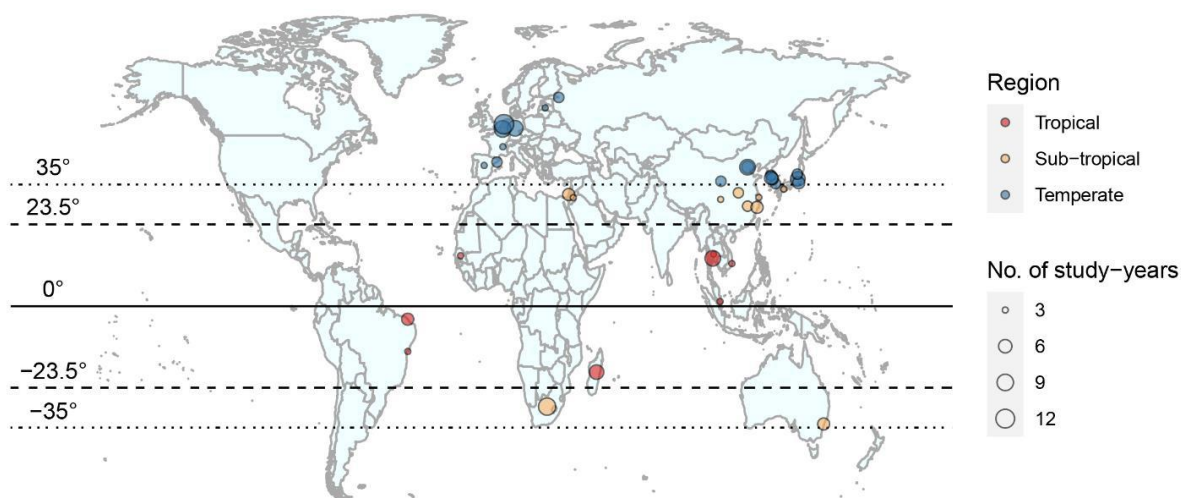 35°
23.5°
0°
−23.5°
−35°
Region
Tropical
Sub−tropical
Temperate
No. of study−years
3
6
9
12